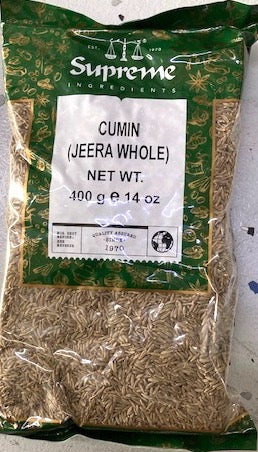 EST. 1970
Supreme
INGREDIENTS
CUMIN
(JEERA WHOLE)
NET WT.
400 g e 14 oz
QUALITY ASSURED
SINCE
1970